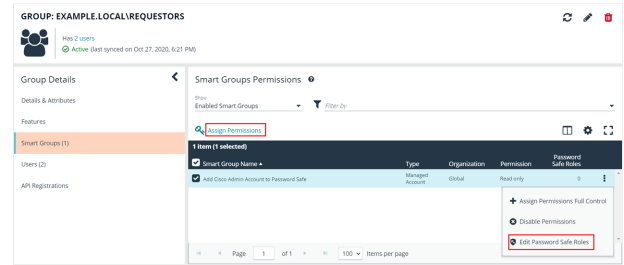 GROUP: EXAMPLE.LOCAL\REQUESTORS
Has 2 users
Active (last synced on Oct 27, 2020, 6:21 PM)
Group Details
Details & Attributes
Features
Smart Groups (1)
Users (2)
API Registrations
Smart Groups Permissions
Show
Enabled Smart Groups
Filter by
Assign Permissions
1 item (1 selected)
Smart Group Name Type Organization Permission Password Safe Roles
Add Cisco Admin Account to Password Safe Managed Account Global Read only 0
Assign Permissions Full Control
Disable Permissions
Edit Password Safe Roles
Page 1 of 1 100 Items per page